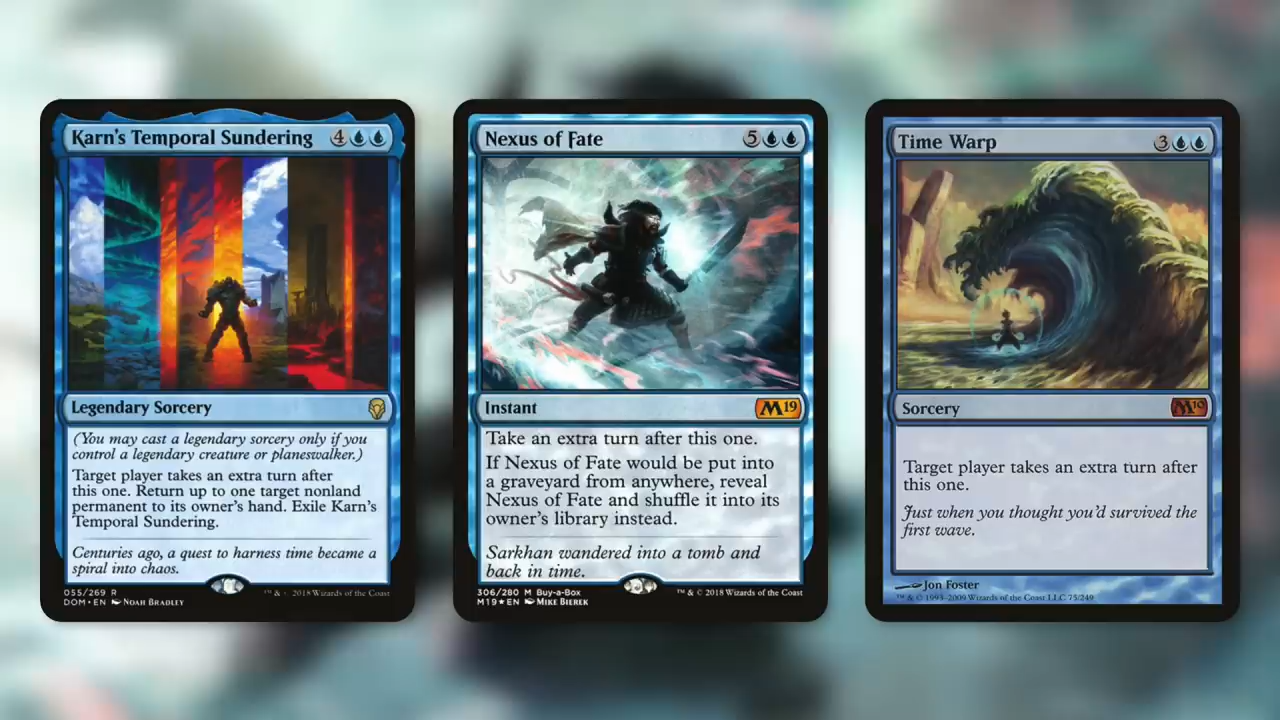 Karn's Temporal Sundering 4
Legendary Sorcery
(You may cast a legendary sorcery only if you
control a legendary creature or planeswalker.)
Target player takes an extra turn after
this one. Return up to one target nonland
permanent to its owner's hand. Exile Karn's
Temporal Sundering.
Centuries ago, a quest to harness time became a
spiral into chaos.
055/269 R
DOM • EN Noah Bradley
™ & 2018 Wizards of the Coast
Nexus of Fate 5
Instant M19
Take an extra turn after this one.
If Nexus of Fate would be put into
a graveyard from anywhere, reveal
Nexus of Fate and shuffle it into its
owner's library instead.
Sarkhan wandered into a tomb and
back in time.
306/280 M Buy-a-Box
M19★EN Mike Bierek
™ & © 2018 Wizards of the Coast
Time Warp 3
Sorcery M10
Target player takes an extra turn after
this one.
Just when you thought you'd survived the
first wave.
Jon Foster
™ & © 1993–2009 Wizards of the Coast LLC 75/249